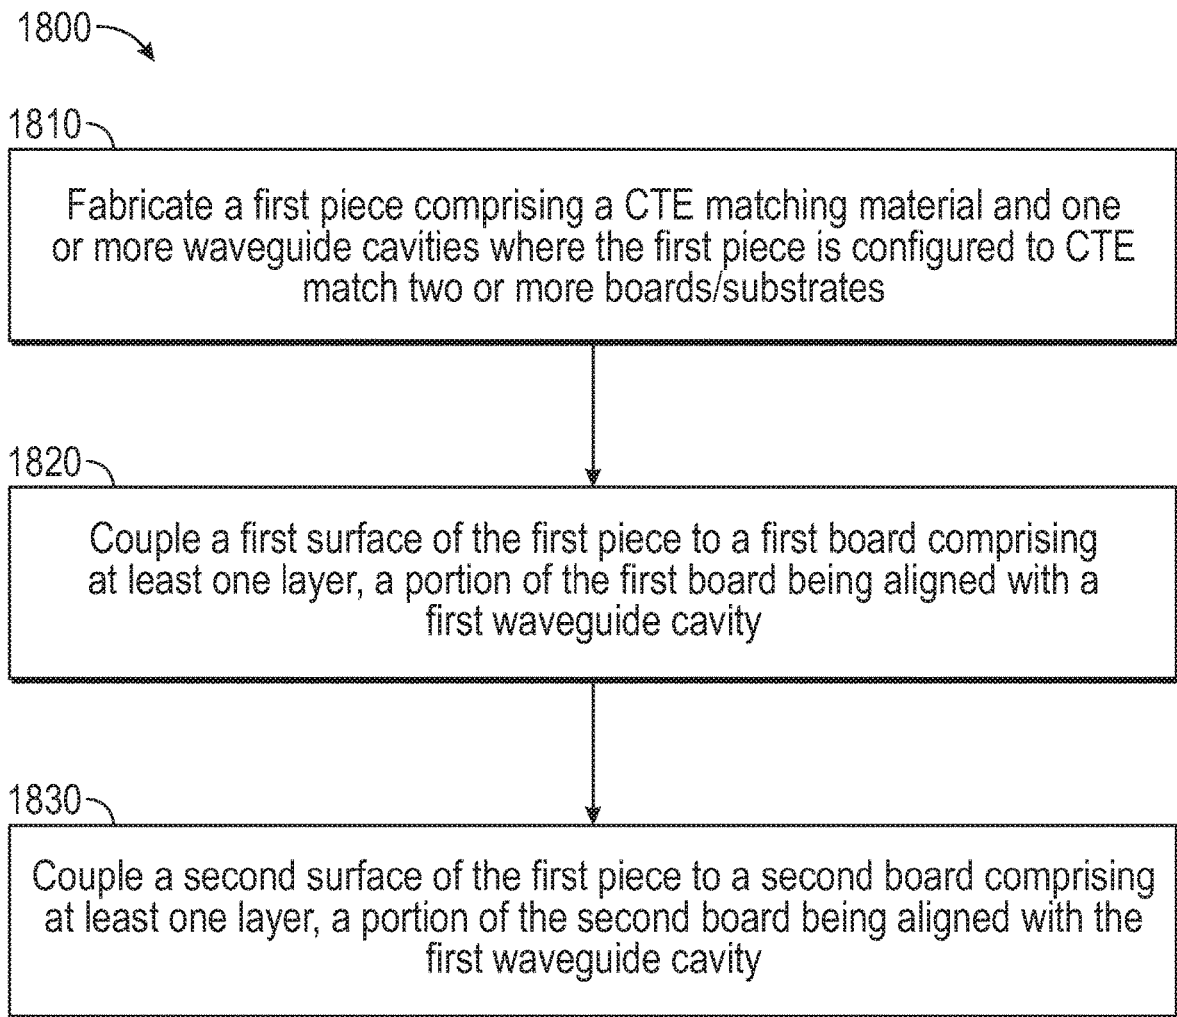 1800
1810
Fabricate a first piece comprising a CTE matching material and one
or more waveguide cavities where the first piece is configured to CTE
match two or more boards/substrates
1820
Couple a first surface of the first piece to a first board comprising
at least one layer, a portion of the first board being aligned with a
first waveguide cavity
1830
Couple a second surface of the first piece to a second board comprising
at least one layer, a portion of the second board being aligned with the
first waveguide cavity